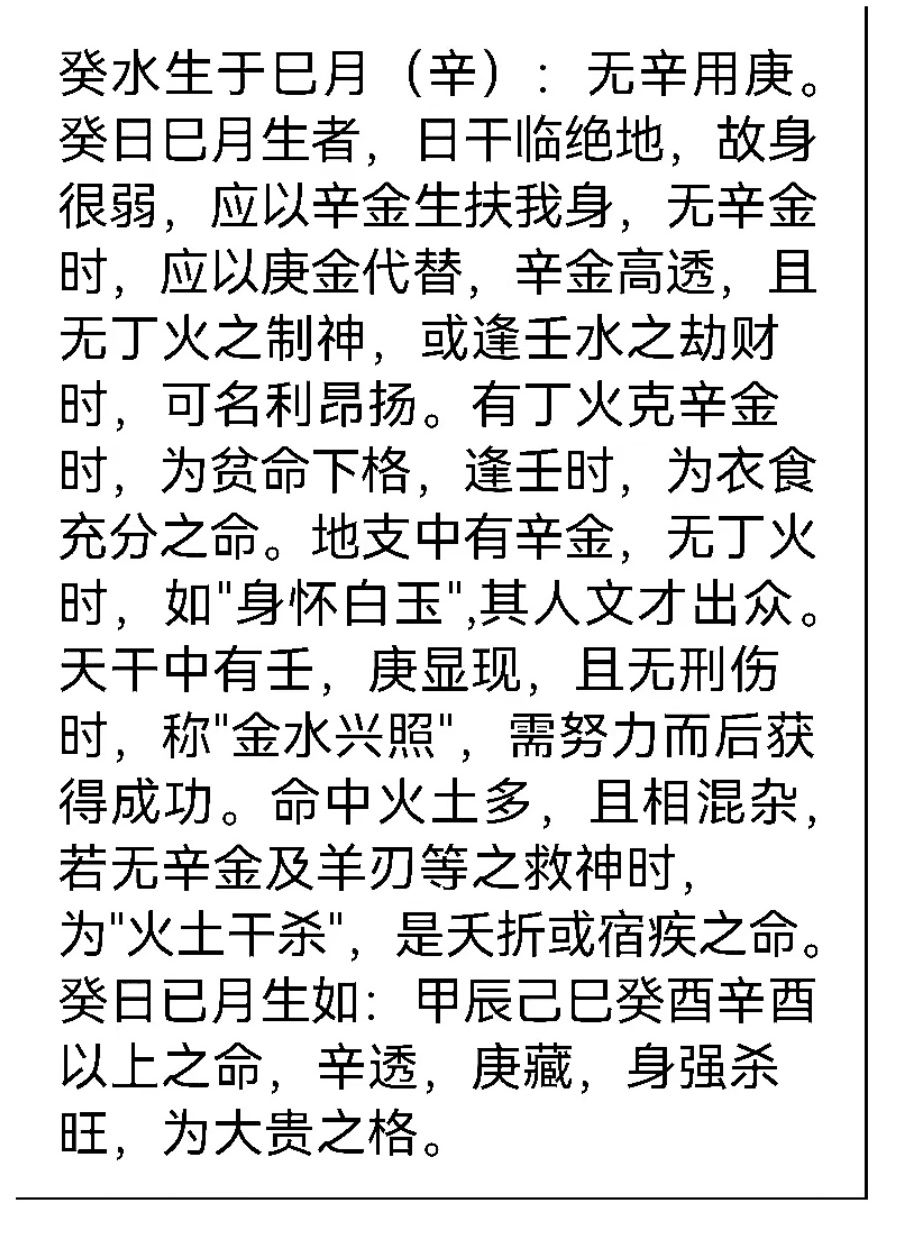 癸水生于巳月（辛）：无辛用庚。
癸日巳月生者，日干临绝地，故身
很弱，应以辛金生扶我身，无辛金
时，应以庚金代替，辛金高透，且
无丁火之制神，或逢壬水之劫财
时，可名利昂扬。有丁火克辛金
时，为贫命下格，逢壬时，为衣食
充分之命。地支中有辛金，无丁火
时，如"身怀白玉",其人文才出众。
天干中有壬，庚显现，且无刑伤
时，称"金水兴照"，需努力而后获
得成功。命中火土多，且相混杂，
若无辛金及羊刃等之救神时，
为"火土干杀"，是夭折或宿疾之命。
癸日已月生如：甲辰己巳癸酉辛酉
以上之命，辛透，庚藏，身强杀
旺，为大贵之格。